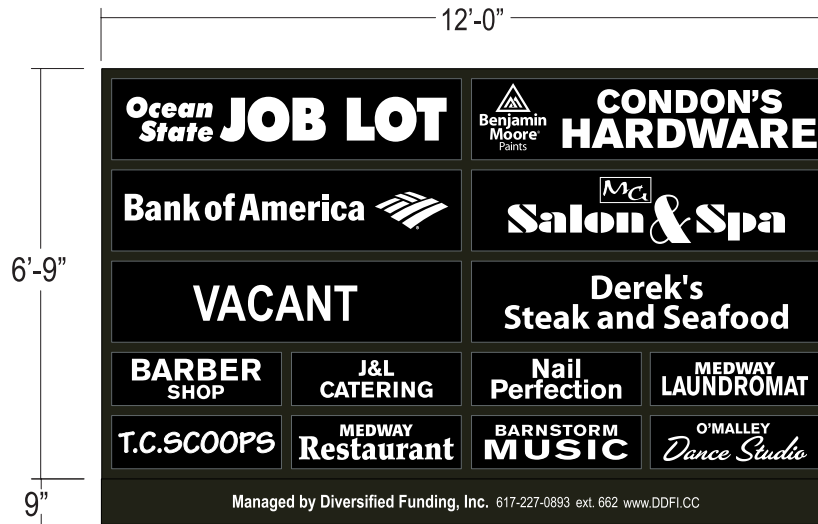 12’-0”
Ocean
State JOB LOT
Benjamin
Moore®
Paints
CONDON’S
HARDWARE
6’-9”
Bank of America
MG
Salon & Spa
VACANT
Derek's
Steak and Seafood
BARBER
SHOP
J&L
CATERING
Nail
Perfection
MEDWAY
LAUNDROMAT
T.C.SCOOPS
MEDWAY
Restaurant
BARNSTORM
MUSIC
O’MALLEY
Dance Studio
9”
Managed by Diversified Funding, Inc. 617-227-0893 ext. 662 www.DDFI.CC